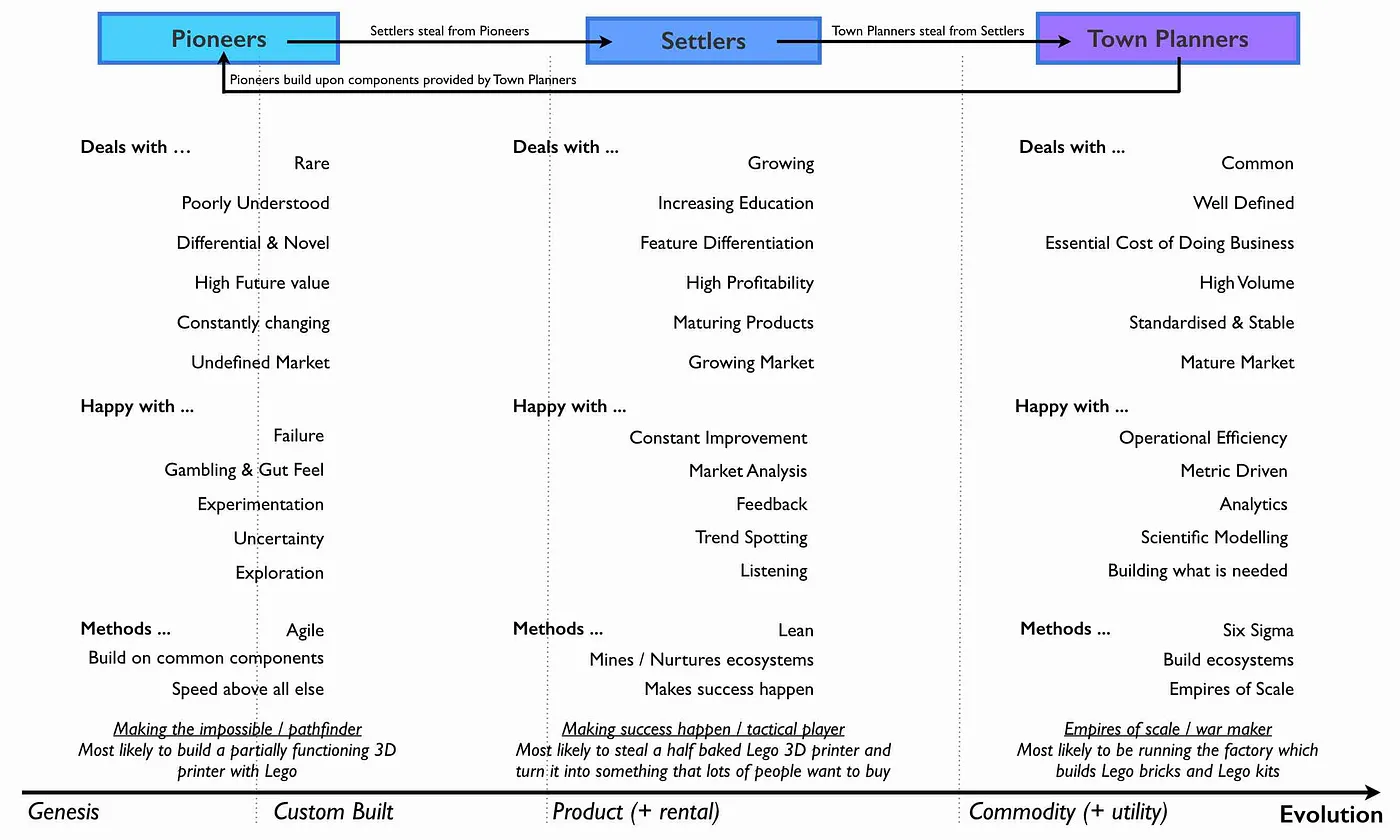 Pioneers
Settlers steal from Pioneers
Settlers
Town Planners steal from Settlers
Town Planners
Pioneers build upon components provided by Town Planners
Deals with …
Rare
Poorly Understood
Differential & Novel
High Future value
Constantly changing
Undefined Market
Happy with ...
Failure
Gambling & Gut Feel
Experimentation
Uncertainty
Exploration
Methods ...
Agile
Build on common components
Speed above all else
Making the impossible / pathfinder
Most likely to build a partially functioning 3D
printer with Lego
Deals with ...
Growing
Increasing Education
Feature Differentiation
High Profitability
Maturing Products
Growing Market
Happy with ...
Constant Improvement
Market Analysis
Feedback
Trend Spotting
Listening
Methods ...
Lean
Mines / Nurtures ecosystems
Makes success happen
Making success happen / tactical player
Most likely to steal a half baked Lego 3D printer and
turn it into something that lots of people want to buy
Deals with ...
Common
Well Defined
Essential Cost of Doing Business
High Volume
Standardised & Stable
Mature Market
Happy with ...
Operational Efficiency
Metric Driven
Analytics
Scientific Modelling
Building what is needed
Methods ...
Six Sigma
Build ecosystems
Empires of Scale
Empires of scale / war maker
Most likely to be running the factory which
builds Lego bricks and Lego kits
Genesis
Custom Built
Product (+ rental)
Commodity (+ utility)
Evolution